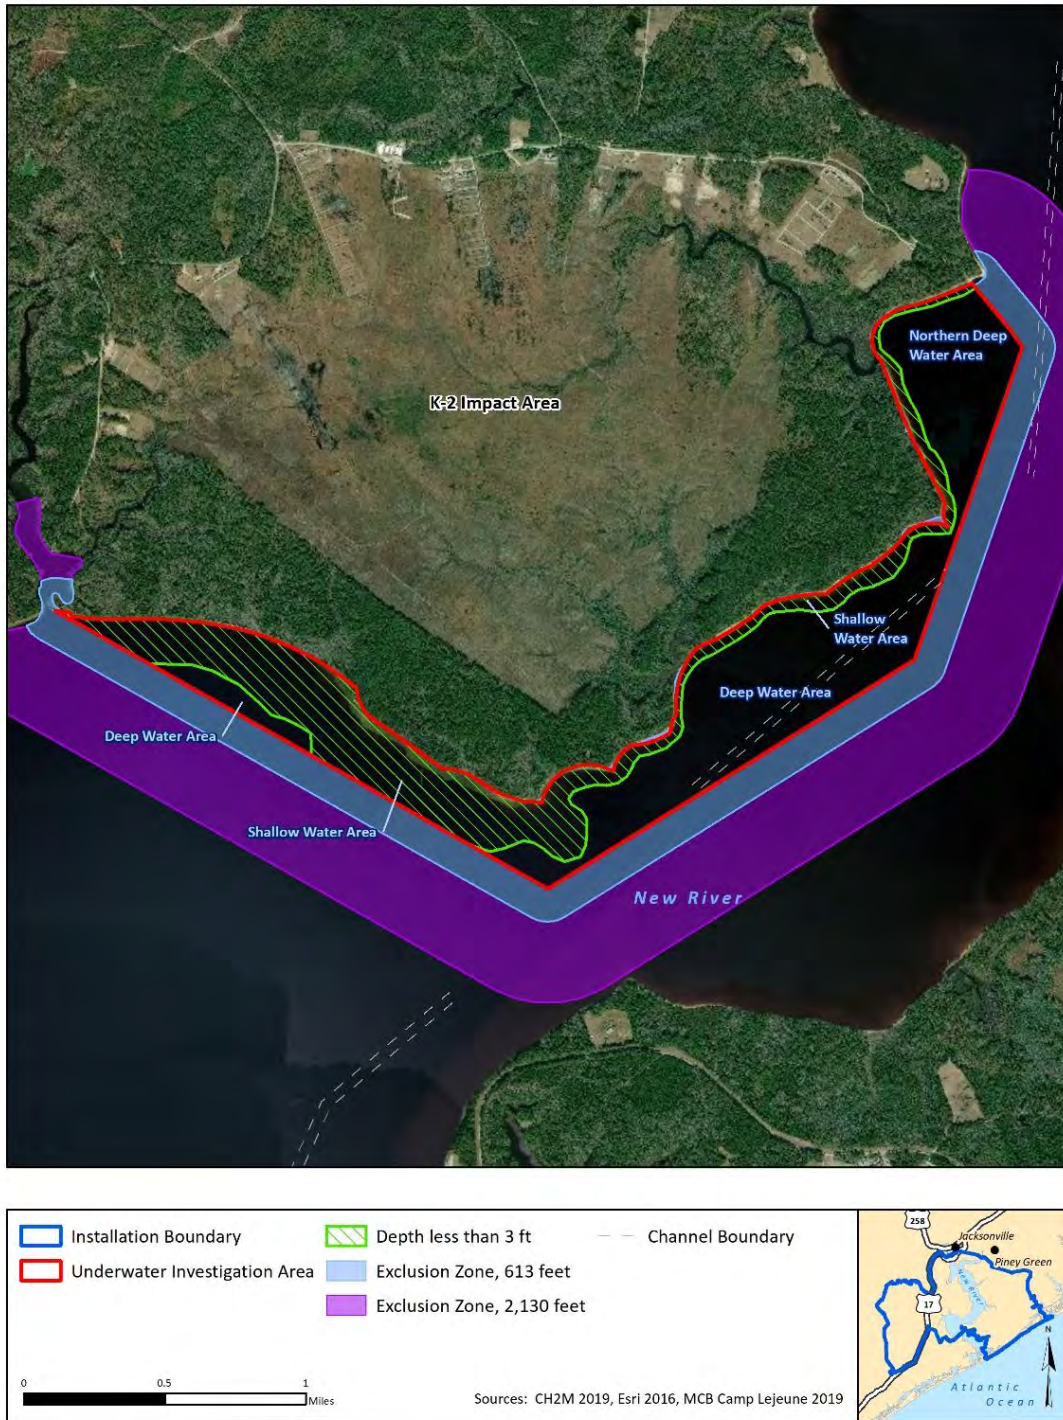 Northern Deep
Water Area
K-2 Impact Area
Shallow
Water Area
Deep Water Area
Deep Water Area
Shallow Water Area
New River
Installation Boundary
Underwater Investigation Area
Depth less than 3 ft
Exclusion Zone, 613 feet
Exclusion Zone, 2,130 feet
Channel Boundary
0 0.5 1
Miles
Sources: CH2M 2019, Esri 2016, MCB Camp Lejeune 2019
258
Jacksonville
Piney Green
New River
17
N
Atlantic
Ocean